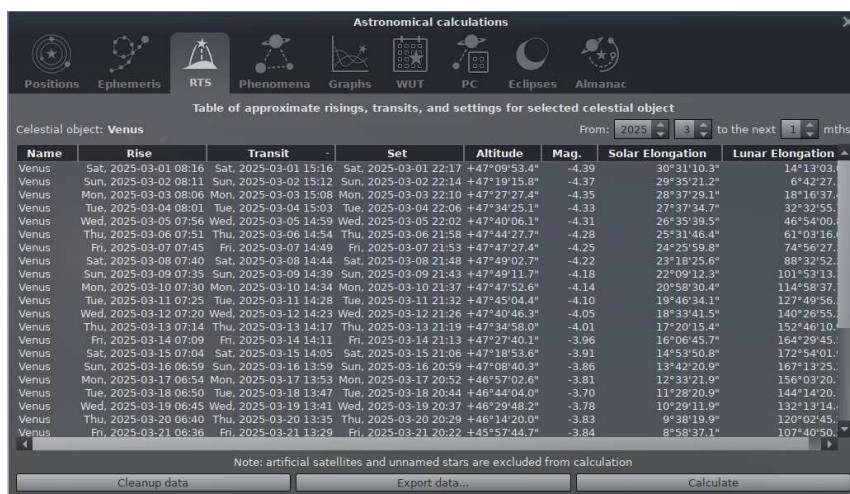 Astronomical calculations
Positions Ephemeris RTS Phenomena Graphs WUT PC Eclipses Almanac
Table of approximate risings, transits, and settings for selected celestial object
Celestial object: Venus From: 2025 3 to the next 1 mths
Name Rise Transit Set Altitude Mag. Solar Elongation Lunar Elongation
Venus Sat, 2025-03-01 08:16 Sat, 2025-03-01 15:16 Sat, 2025-03-01 22:17 +47°09'53.4" -4.39 30°31'10.3" 14°13'03.
Venus Sun, 2025-03-02 08:11 Sun, 2025-03-02 15:12 Sun, 2025-03-02 22:14 +47°19'15.8" -4.37 29°35'21.2" 6°42'27.
Venus Mon, 2025-03-03 08:06 Mon, 2025-03-03 15:08 Mon, 2025-03-03 22:10 +47°27'27.4" -4.35 28°37'29.1" 18°16'37.
Venus Tue, 2025-03-04 08:01 Tue, 2025-03-04 15:03 Tue, 2025-03-04 22:06 +47°34'25.1" -4.33 27°37'34.7" 32°32'55.
Venus Wed, 2025-03-05 07:56 Wed, 2025-03-05 14:59 Wed, 2025-03-05 22:02 +47°40'06.1" -4.31 26°35'39.5" 46°54'00.
Venus Thu, 2025-03-06 07:51 Thu, 2025-03-06 14:54 Thu, 2025-03-06 21:58 +47°44'27.7" -4.28 25°31'46.4" 61°03'16.
Venus Fri, 2025-03-07 07:45 Fri, 2025-03-07 14:49 Fri, 2025-03-07 21:53 +47°47'27.4" -4.25 24°25'59.8" 74°56'27.
Venus Sat, 2025-03-08 07:40 Sat, 2025-03-08 14:44 Sat, 2025-03-08 21:48 +47°49'02.7" -4.22 23°18'25.6" 88°32'52.
Venus Sun, 2025-03-09 07:35 Sun, 2025-03-09 14:39 Sun, 2025-03-09 21:43 +47°49'11.7" -4.18 22°09'12.3" 101°53'13.
Venus Mon, 2025-03-10 07:30 Mon, 2025-03-10 14:34 Mon, 2025-03-10 21:37 +47°47'52.6" -4.14 20°58'30.4" 114°58'37.
Venus Tue, 2025-03-11 07:25 Tue, 2025-03-11 14:28 Tue, 2025-03-11 21:32 +47°45'04.4" -4.10 19°46'34.1" 127°49'56.
Venus Wed, 2025-03-12 07:20 Wed, 2025-03-12 14:23 Wed, 2025-03-12 21:26 +47°40'46.3" -4.05 18°33'41.5" 140°26'55.
Venus Thu, 2025-03-13 07:14 Thu, 2025-03-13 14:17 Thu, 2025-03-13 21:19 +47°34'58.0" -4.01 17°20'15.4" 152°46'10.
Venus Fri, 2025-03-14 07:09 Fri, 2025-03-14 14:11 Fri, 2025-03-14 21:13 +47°27'40.1" -3.96 16°06'45.7" 164°29'45.
Venus Sat, 2025-03-15 07:04 Sat, 2025-03-15 14:05 Sat, 2025-03-15 21:06 +47°18'53.6" -3.91 14°53'50.8" 172°54'01.
Venus Sun, 2025-03-16 06:59 Sun, 2025-03-16 13:59 Sun, 2025-03-16 20:59 +47°08'40.3" -3.86 13°42'20.9" 167°13'25.
Venus Mon, 2025-03-17 06:54 Mon, 2025-03-17 13:53 Mon, 2025-03-17 20:52 +46°57'02.6" -3.81 12°33'21.9" 156°03'20.
Venus Tue, 2025-03-18 06:50 Tue, 2025-03-18 13:47 Tue, 2025-03-18 20:44 +46°44'04.0" -3.70 11°28'20.9" 144°14'20.
Venus Wed, 2025-03-19 06:45 Wed, 2025-03-19 13:41 Wed, 2025-03-19 20:37 +46°29'48.2" -3.78 10°29'11.9" 132°13'14.
Venus Thu, 2025-03-20 06:40 Thu, 2025-03-20 13:35 Thu, 2025-03-20 20:29 +46°14'20.0" -3.83 9°38'19.9" 120°02'45.
Venus Fri, 2025-03-21 06:36 Fri, 2025-03-21 13:29 Fri, 2025-03-21 20:22 +45°57'44.7" -3.84 8°58'37.1" 107°40'50.
Note: artificial satellites and unnamed stars are excluded from calculation
Cleanup data Export data... Calculate